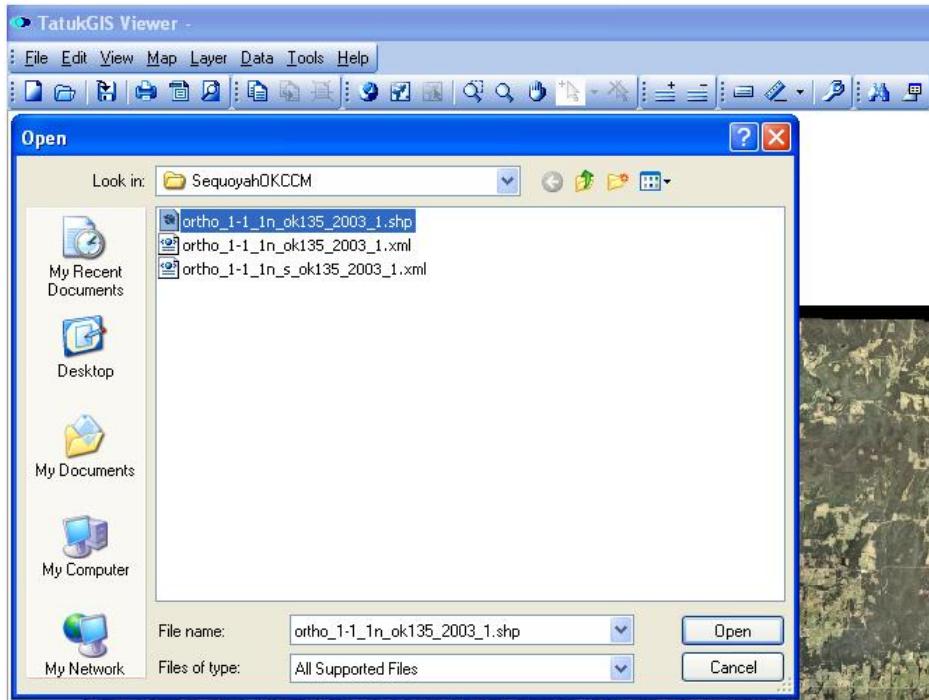 TatukGIS Viewer -
File Edit View Map Layer Data Tools Help
Open
Look in: SequoyahOKCCM
ortho_1-1_1n_ok135_2003_1.shp
ortho_1-1_1n_ok135_2003_1.xml
ortho_1-1_1n_s_ok135_2003_1.xml
My Recent
Documents
Desktop
My Documents
My Computer
My Network
File name: ortho_1-1_1n_ok135_2003_1.shp Open
Files of type: All Supported Files Cancel